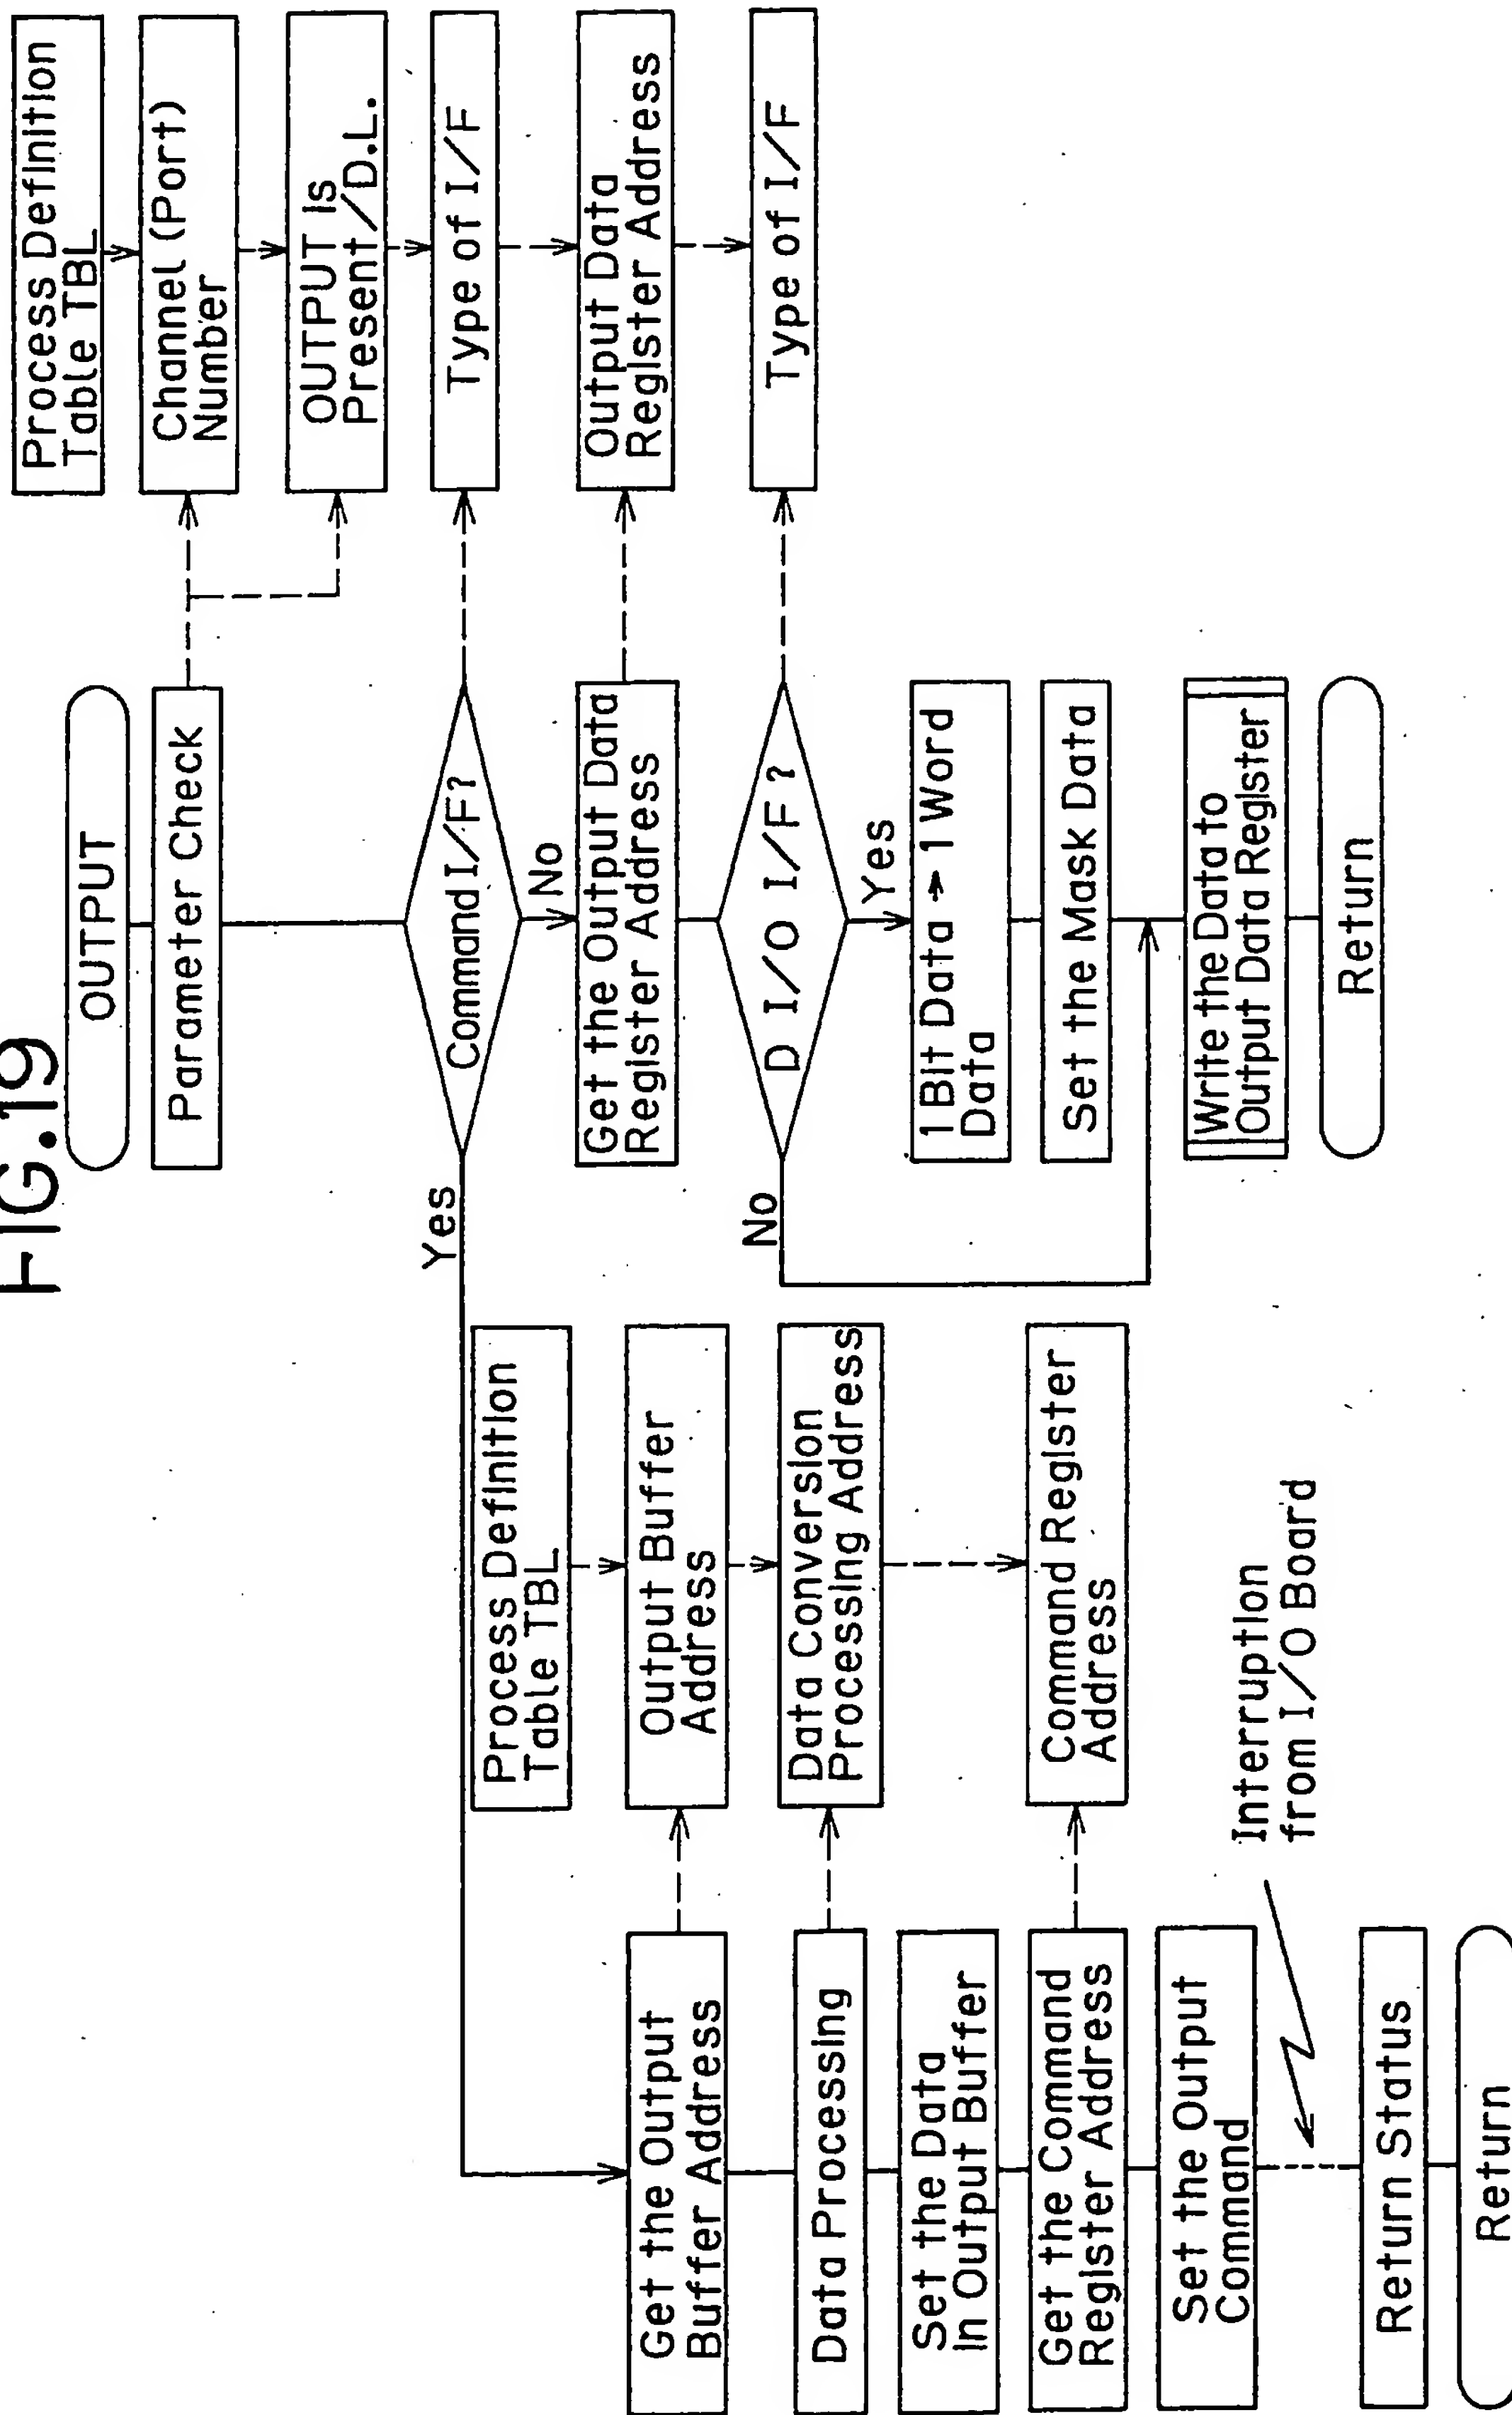 FIG.19
OUTPUT
Parameter Check
Command I/F?
Yes
No
Get the Output Data
Register Address
D I/O I/F?
No
Yes
1 Bit Data → 1 Word
Data
Set the Mask Data
Write the Data to
Output Data Register
Return
Process Definition
Table TBL
Channel (Port)
Number
OUTPUT is
Present/D.L.
Type of I/F
Output Data
Register Address
Type of I/F
Get the Output
Buffer Address
Data Processing
Set the Data
In Output Buffer
Get the Command
Register Address
Set the Output
Command
Return Status
Return
Process Definition
Table TBL
Output Buffer
Address
Data Conversion
Processing Address
Command Register
Address
Interruption
from I/O Board